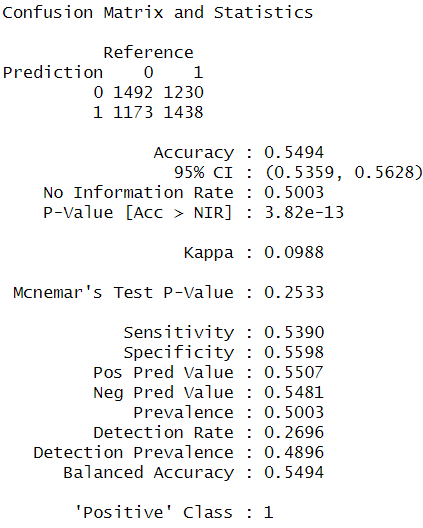 Confusion Matrix and Statistics
Reference
Prediction 0 1
0 1492 1230
1 1173 1438
Accuracy : 0.5494
95% CI : (0.5359, 0.5628)
No Information Rate : 0.5003
P-Value [Acc > NIR] : 3.82e-13
Kappa : 0.0988
Mcnemar's Test P-Value : 0.2533
Sensitivity : 0.5390
Specificity : 0.5598
Pos Pred Value : 0.5507
Neg Pred Value : 0.5481
Prevalence : 0.5003
Detection Rate : 0.2696
Detection Prevalence : 0.4896
Balanced Accuracy : 0.5494
'Positive' Class : 1